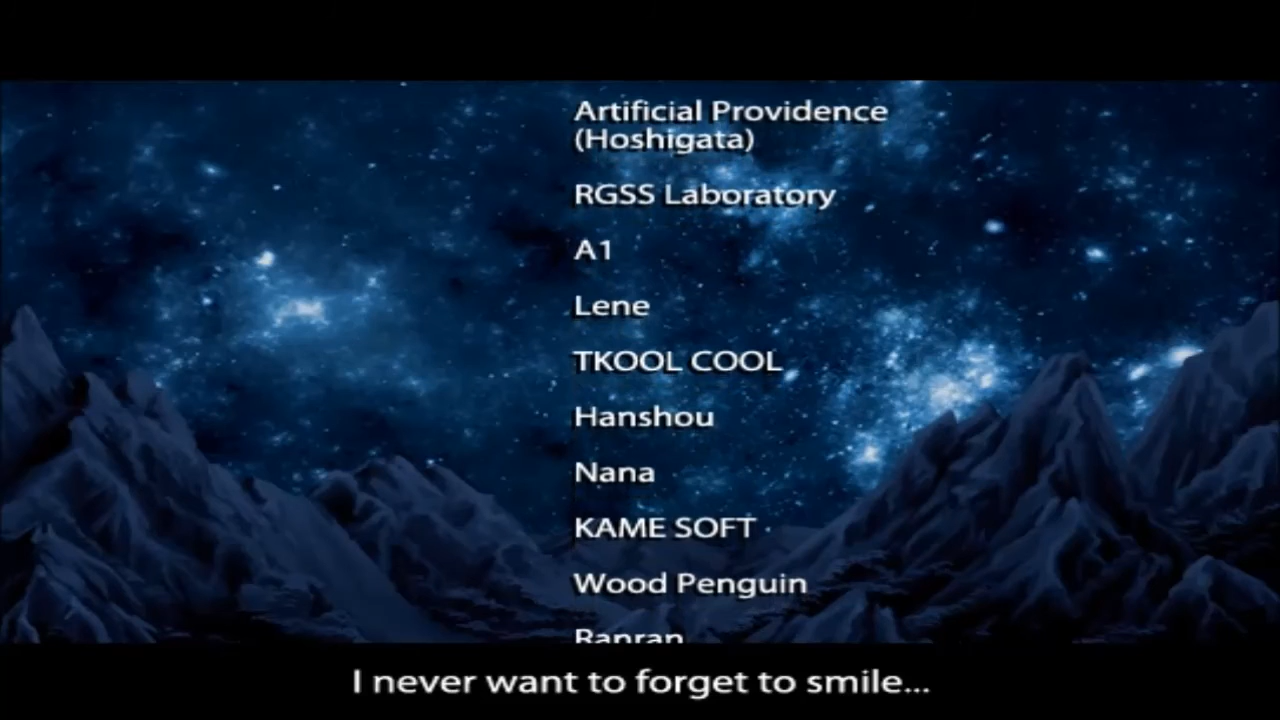 Artificial Providence
(Hoshigata)
RGSS Laboratory
A1
Lene
TKOOL COOL
Hanshou
Nana
KAME SOFT
Wood Penguin
Ranran
I never want to forget to smile...